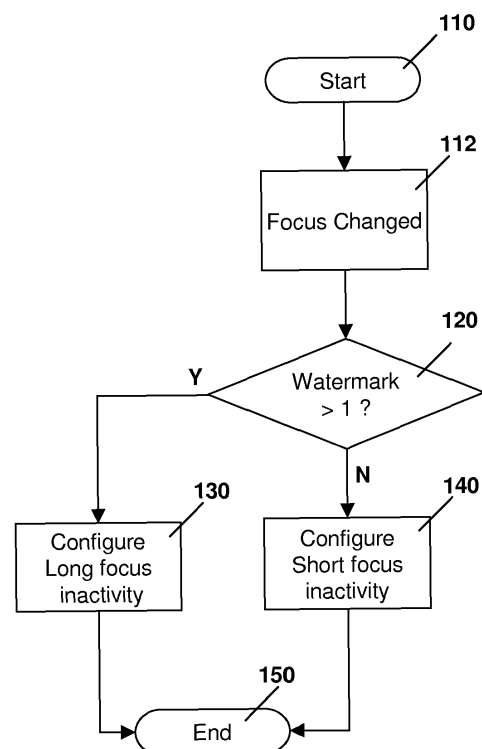 110
Start
112
Focus Changed
120
Watermark
> 1 ?
Y
N
130
Configure
Long focus
inactivity
140
Configure
Short focus
inactivity
150
End